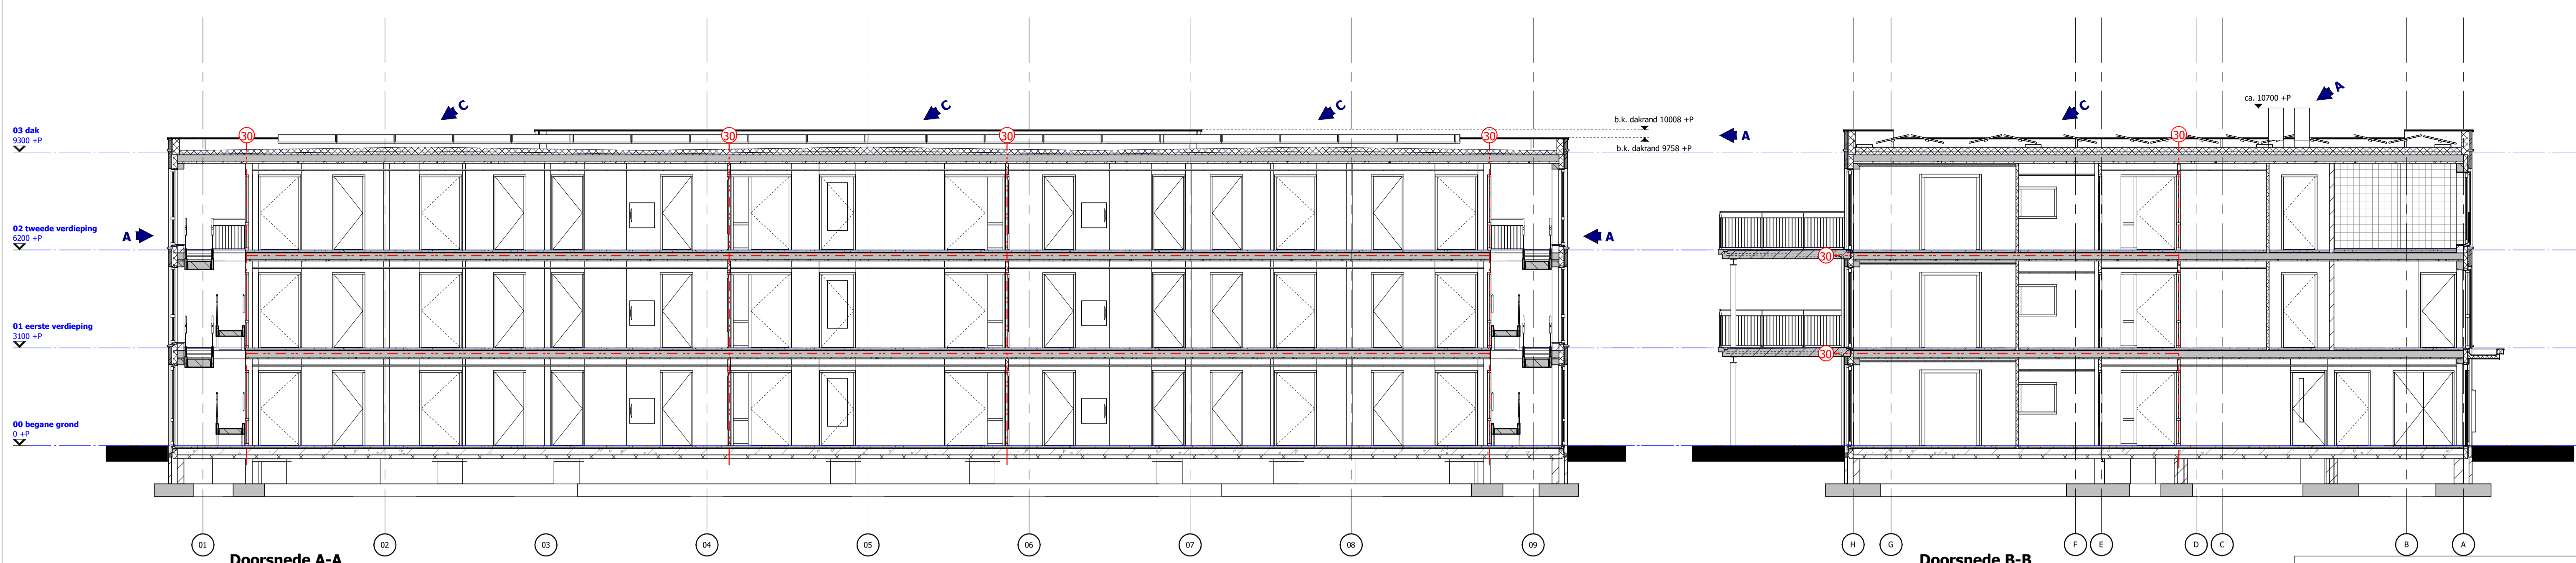 C
C
C
C
A
ca. 10700 +P
03 dak
9300 +P
30
30
30
30
b.k. dakrand 10008 +P
b.k. dakrand 9758 +P
A
30
02 tweede verdieping
6200 +P
A
A
30
01 eerste verdieping
3100 +P
30
00 begane grond
0 +P
01
02
03
04
05
06
07
08
09
H
G
F
E
D
C
B
A
Doorsnede A-A
Doorsnede B-B